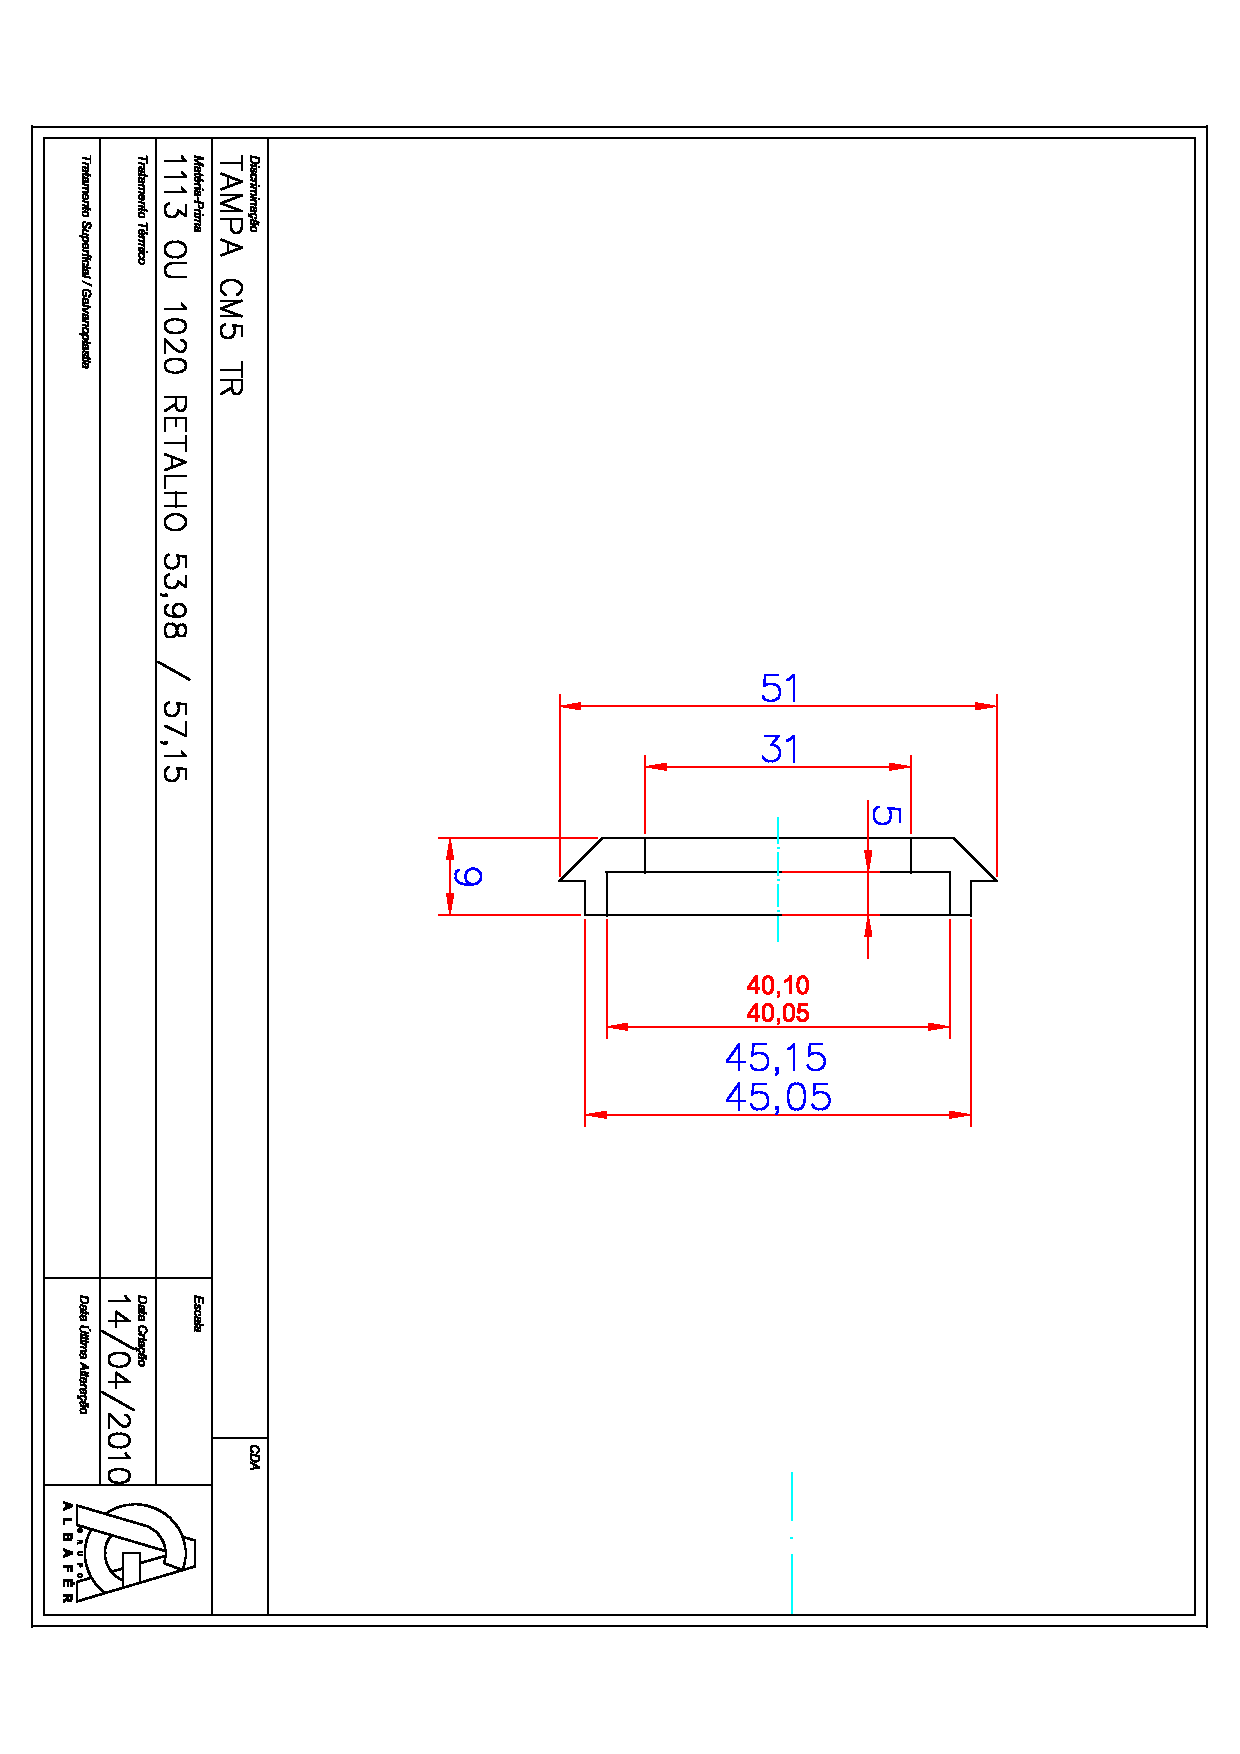 51
31
5
9
40,10
40,05
45,15
45,05
Discriminação
TAMPA CM5 TR
CDA
Matéria-Prima
1113 OU 1020 RETALHO 53,98 / 57,15
Escala
Tratamento Térmico
Data Criação
14/04/2010
Tratamento Superficial / Galvanoplastia
Data Última Alteração
GRUPO
ALBAFÉR